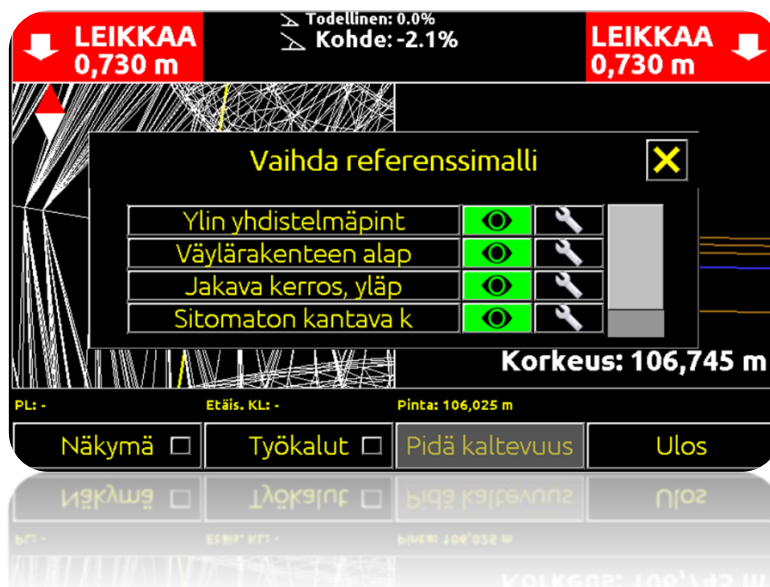 LEIKKAA
0,730 m
Todellinen: 0.0%
Kohde: -2.1%
LEIKKAA
0,730 m
Vaihda referenssimalli
Ylin yhdistelmäpint
Väylärakenteen alap
Jakava kerros, yläp
Sitomaton kantava k
Korkeus: 106,745 m
PL: -
Etäis. KL: -
Pinta: 106,025 m
Näkymä
Työkalut
Pidä kaltevuus
Ulos